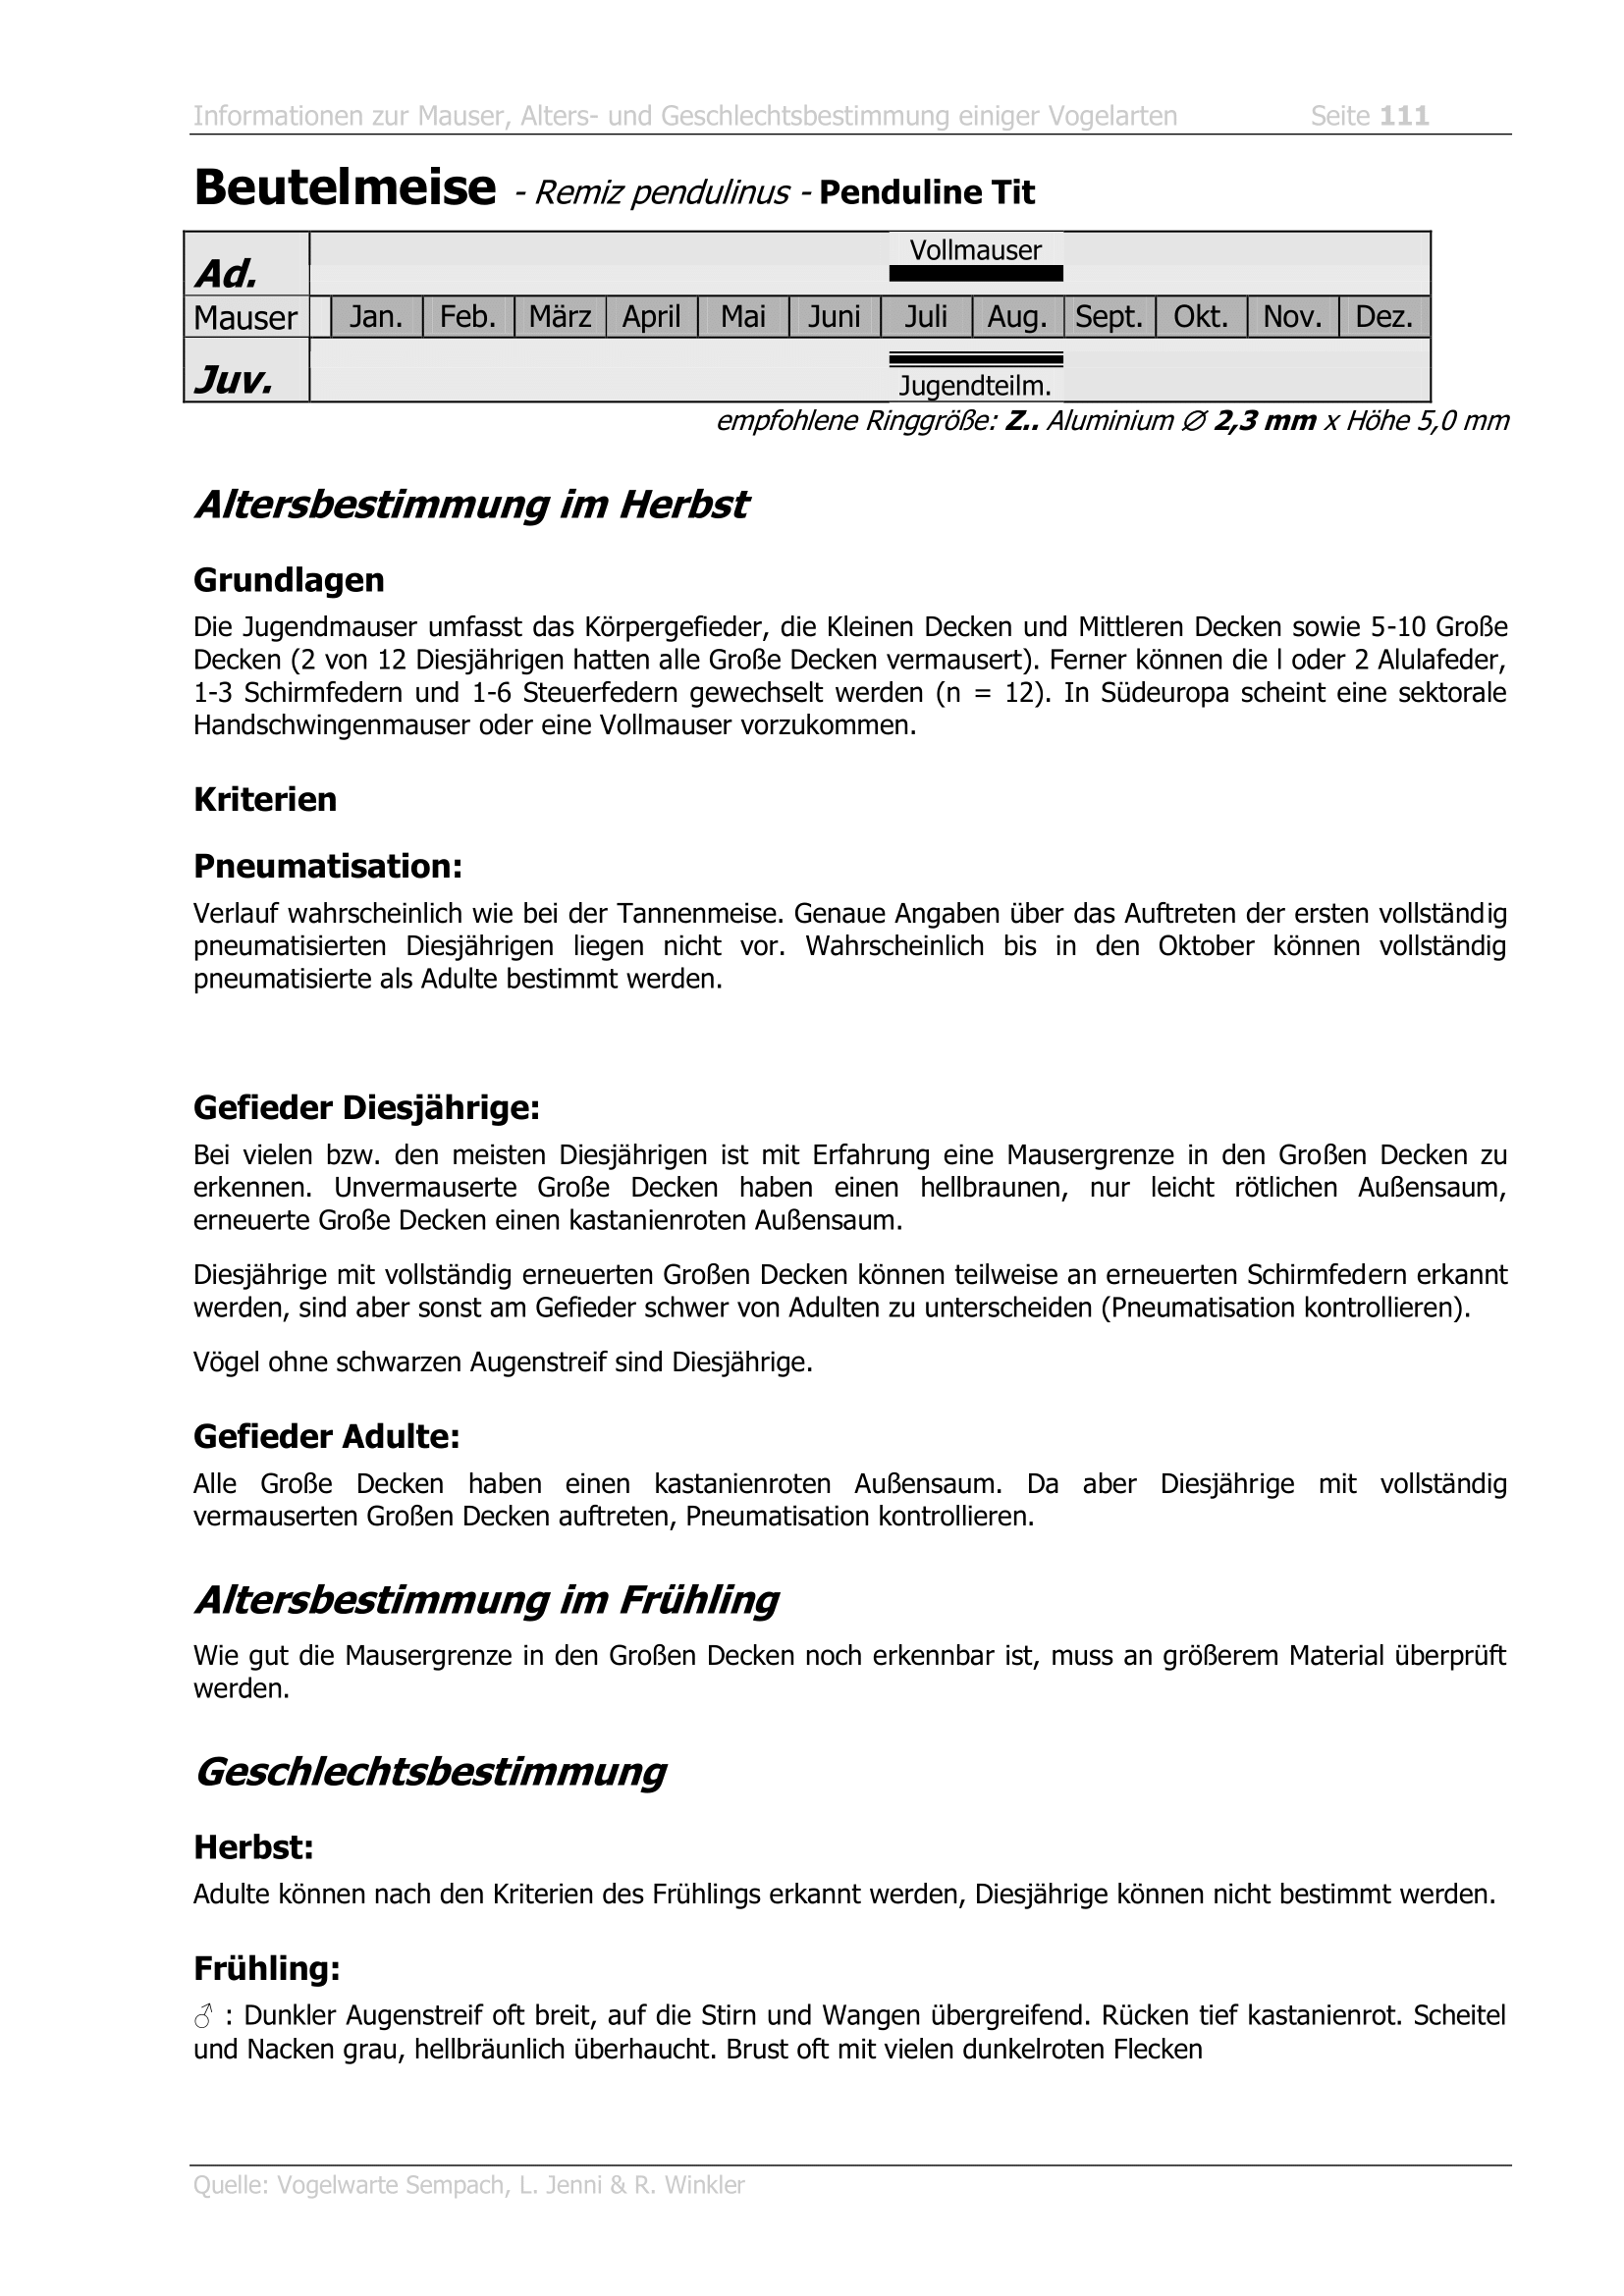 Informationen zur Mauser, Alters- und Geschlechtsbestimmung einiger Vogelarten Seite 111
Beutelmeise - Remiz pendulinus - Penduline Tit
Vollmauser
Ad.
Mauser Jan. Feb. März April Mai Juni Juli Aug. Sept. Okt. Nov. Dez.
Juv.
Jugendteilm.
empfohlene Ringgröße: Z.. Aluminium ∅ 2,3 mm x Höhe 5,0 mm
Altersbestimmung im Herbst
Grundlagen
Die Jugendmauser umfasst das Körpergefieder, die Kleinen Decken und Mittleren Decken sowie 5-10 Große
Decken (2 von 12 Diesjährigen hatten alle Große Decken vermausert). Ferner können die l oder 2 Alulafeder,
1-3 Schirmfedern und 1-6 Steuerfedern gewechselt werden (n = 12). In Südeuropa scheint eine sektorale
Handschwingenmauser oder eine Vollmauser vorzukommen.
Kriterien
Pneumatisation:
Verlauf wahrscheinlich wie bei der Tannenmeise. Genaue Angaben über das Auftreten der ersten vollständig
pneumatisierten Diesjährigen liegen nicht vor. Wahrscheinlich bis in den Oktober können vollständig
pneumatisierte als Adulte bestimmt werden.
Gefieder Diesjährige:
Bei vielen bzw. den meisten Diesjährigen ist mit Erfahrung eine Mausergrenze in den Großen Decken zu
erkennen. Unvermauserte Große Decken haben einen hellbraunen, nur leicht rötlichen Außensaum,
erneuerte Große Decken einen kastanienroten Außensaum.
Diesjährige mit vollständig erneuerten Großen Decken können teilweise an erneuerten Schirmfedern erkannt
werden, sind aber sonst am Gefieder schwer von Adulten zu unterscheiden (Pneumatisation kontrollieren).
Vögel ohne schwarzen Augenstreif sind Diesjährige.
Gefieder Adulte:
Alle Große Decken haben einen kastanienroten Außensaum. Da aber Diesjährige mit vollständig
vermauserten Großen Decken auftreten, Pneumatisation kontrollieren.
Altersbestimmung im Frühling
Wie gut die Mausergrenze in den Großen Decken noch erkennbar ist, muss an größerem Material überprüft
werden.
Geschlechtsbestimmung
Herbst:
Adulte können nach den Kriterien des Frühlings erkannt werden, Diesjährige können nicht bestimmt werden.
Frühling:
♂ : Dunkler Augenstreif oft breit, auf die Stirn und Wangen übergreifend. Rücken tief kastanienrot. Scheitel
und Nacken grau, hellbräunlich überhaucht. Brust oft mit vielen dunkelroten Flecken
Quelle: Vogelwarte Sempach, L. Jenni & R. Winkler